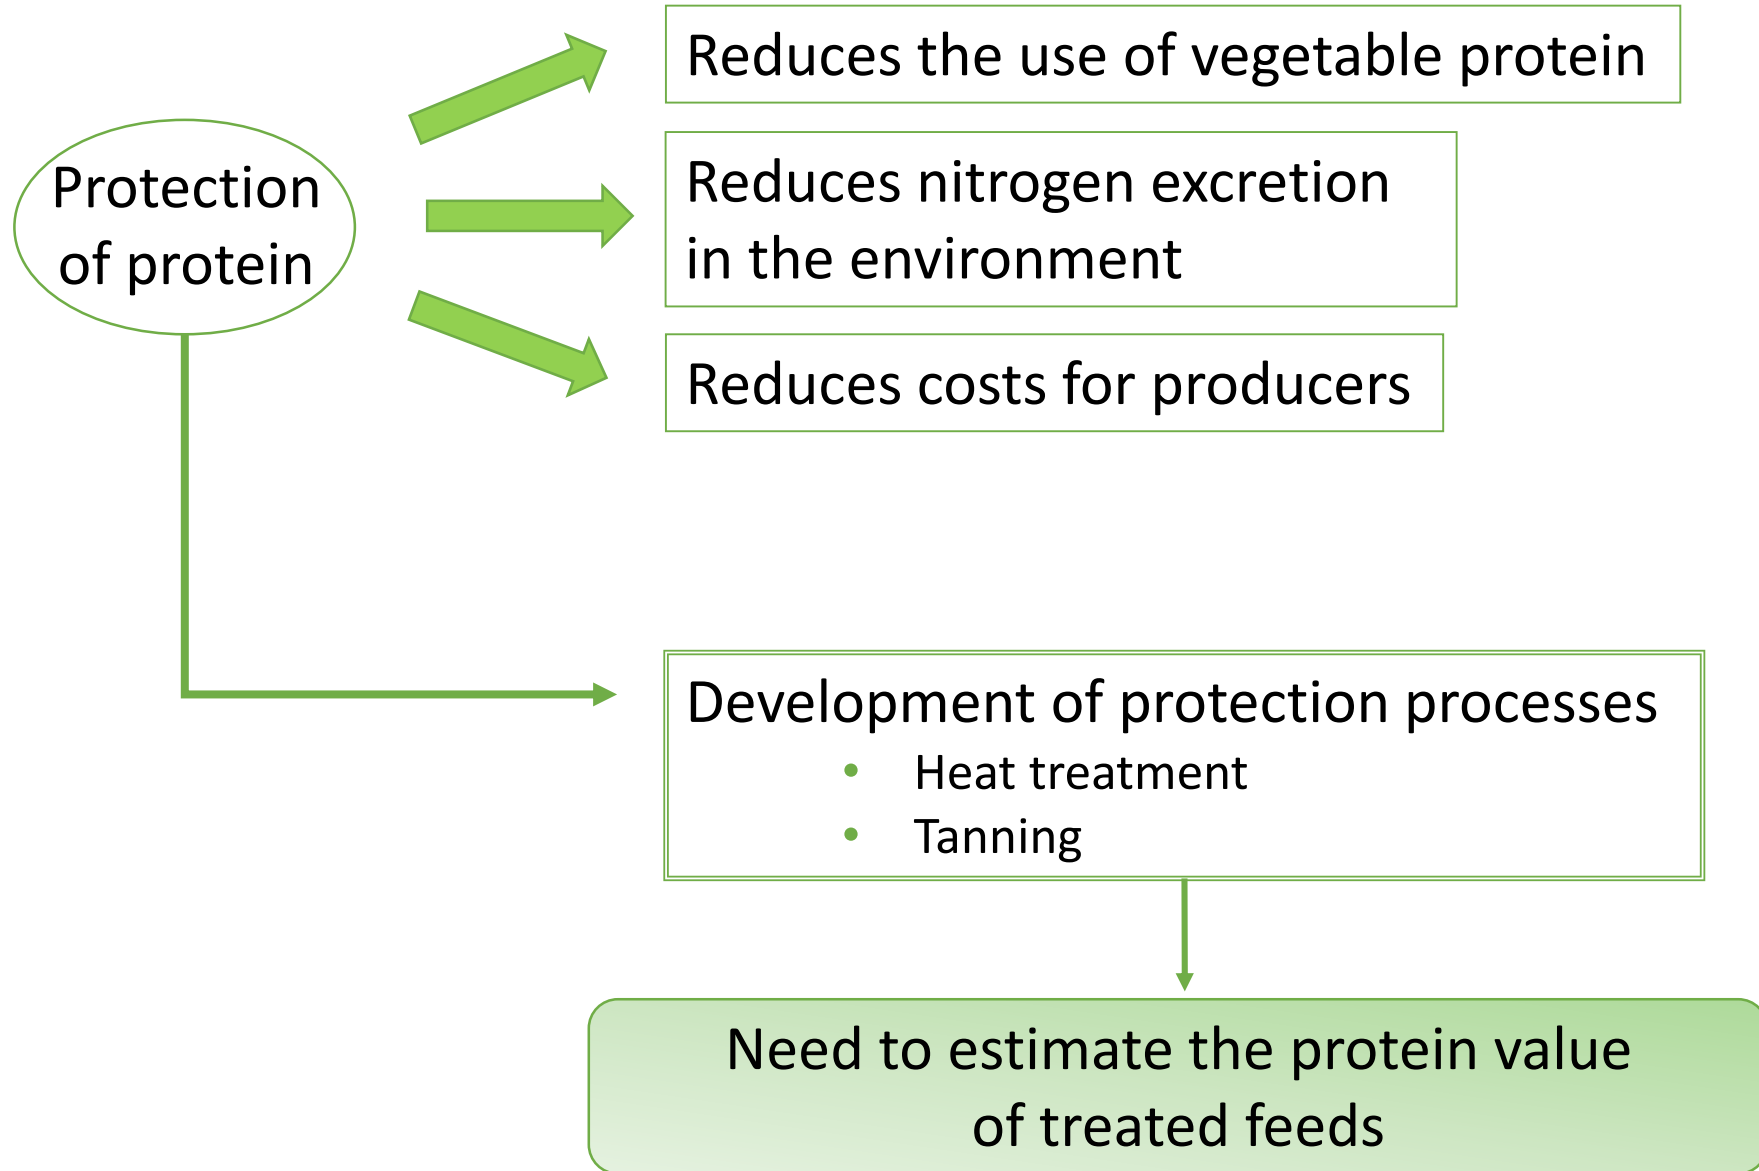 Protection
of protein
Reduces the use of vegetable protein
Reduces nitrogen excretion
in the environment
Reduces costs for producers
Development of protection processes
• Heat treatment
• Tanning
Need to estimate the protein value
of treated feeds